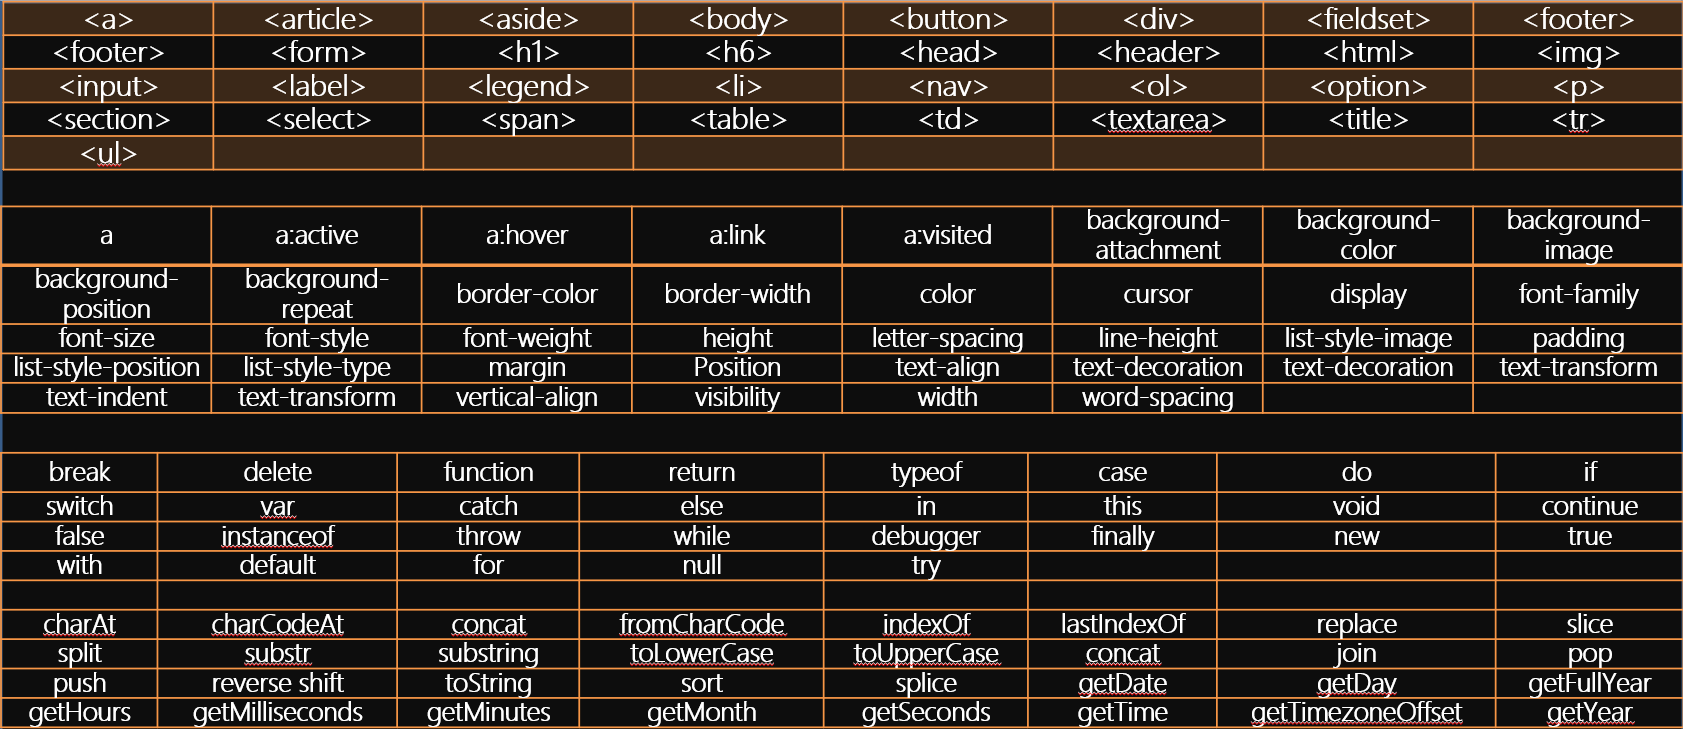 <a> <article> <aside> <body> <button> <div> <fieldset> <footer>
<footer> <form> <h1> <h6> <head> <header> <html> <img>
<input> <label> <legend> <li> <nav> <ol> <option> <p>
<section> <select> <span> <table> <td> <textarea> <title> <tr>
<ul>
a a:active a:hover a:link a:visited background-attachment background-color background-image
background-position background-repeat border-color border-width color cursor display font-family
font-size font-style font-weight height letter-spacing line-height list-style-image padding
list-style-position list-style-type margin Position text-align text-decoration text-decoration text-transform
text-indent text-transform vertical-align visibility width word-spacing
break delete function return typeof case do if
switch var catch else in this void continue
false instanceof throw while debugger finally new true
with default for null try
charAt charCodeAt concat fromCharCode indexOf lastIndexOf replace slice
split substr substring toLowerCase toUpperCase concat join pop
push reverse shift toString sort splice getDate getDay getFullYear
getHours getMilliseconds getMinutes getMonth getSeconds getTime getTimezoneOffset getYear